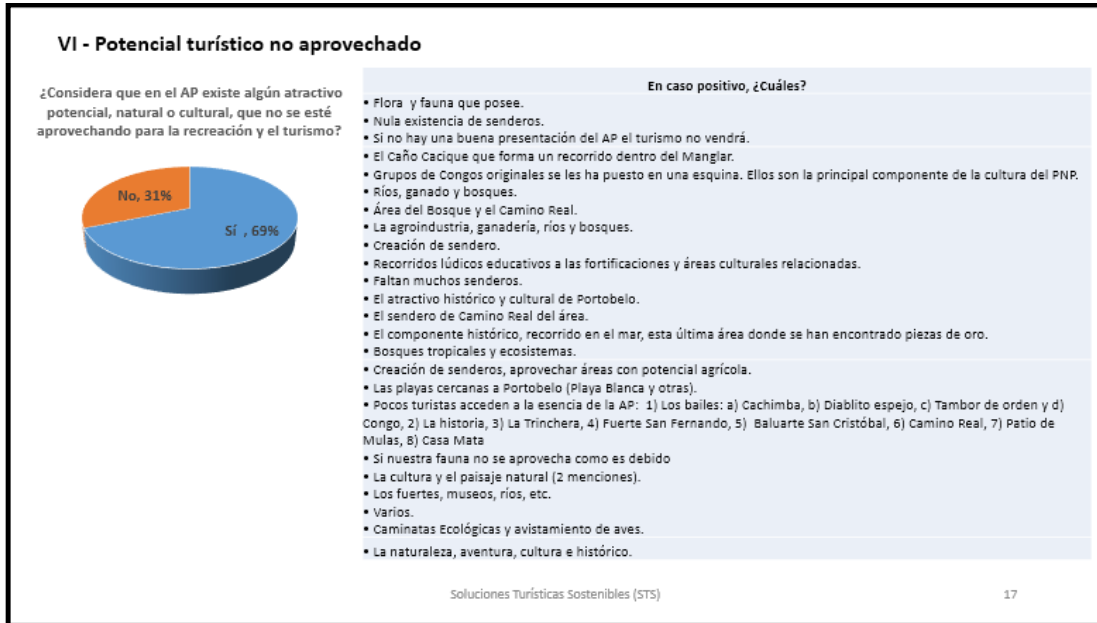 VI - Potencial turístico no aprovechado
¿Considera que en el AP existe algún atractivo
potencial, natural o cultural, que no se esté
aprovechando para la recreación y el turismo?
No, 31%
Sí , 69%
En caso positivo, ¿Cuáles?
• Flora y fauna que posee.
• Nula existencia de senderos.
• Si no hay una buena presentación del AP el turismo no vendrá.
• El Caño Cacique que forma un recorrido dentro del Manglar.
• Grupos de Congos originales se les ha puesto en una esquina. Ellos son la principal componente de la cultura del PNP.
• Ríos, ganado y bosques.
• Área del Bosque y el Camino Real.
• La agroindustria, ganadería, ríos y bosques.
• Creación de sendero.
• Recorridos lúdicos educativos a las fortificaciones y áreas culturales relacionadas.
• Faltan muchos senderos.
• El atractivo histórico y cultural de Portobelo.
• El sendero de Camino Real del área.
• El componente histórico, recorrido en el mar, esta última área donde se han encontrado piezas de oro.
• Bosques tropicales y ecosistemas.
• Creación de senderos, aprovechar áreas con potencial agrícola.
• Las playas cercanas a Portobelo (Playa Blanca y otras).
• Pocos turistas acceden a la esencia de la AP: 1) Los bailes: a) Cachimba, b) Diablito espejo, c) Tambor de orden y d)
Congo, 2) La historia, 3) La Trinchera, 4) Fuerte San Fernando, 5) Baluarte San Cristóbal, 6) Camino Real, 7) Patio de
Mulas, 8) Casa Mata
• Si nuestra fauna no se aprovecha como es debido
• La cultura y el paisaje natural (2 menciones).
• Los fuertes, museos, ríos, etc.
• Varios.
• Caminatas Ecológicas y avistamiento de aves.
• La naturaleza, aventura, cultura e histórico.
Soluciones Turísticas Sostenibles (STS)
17